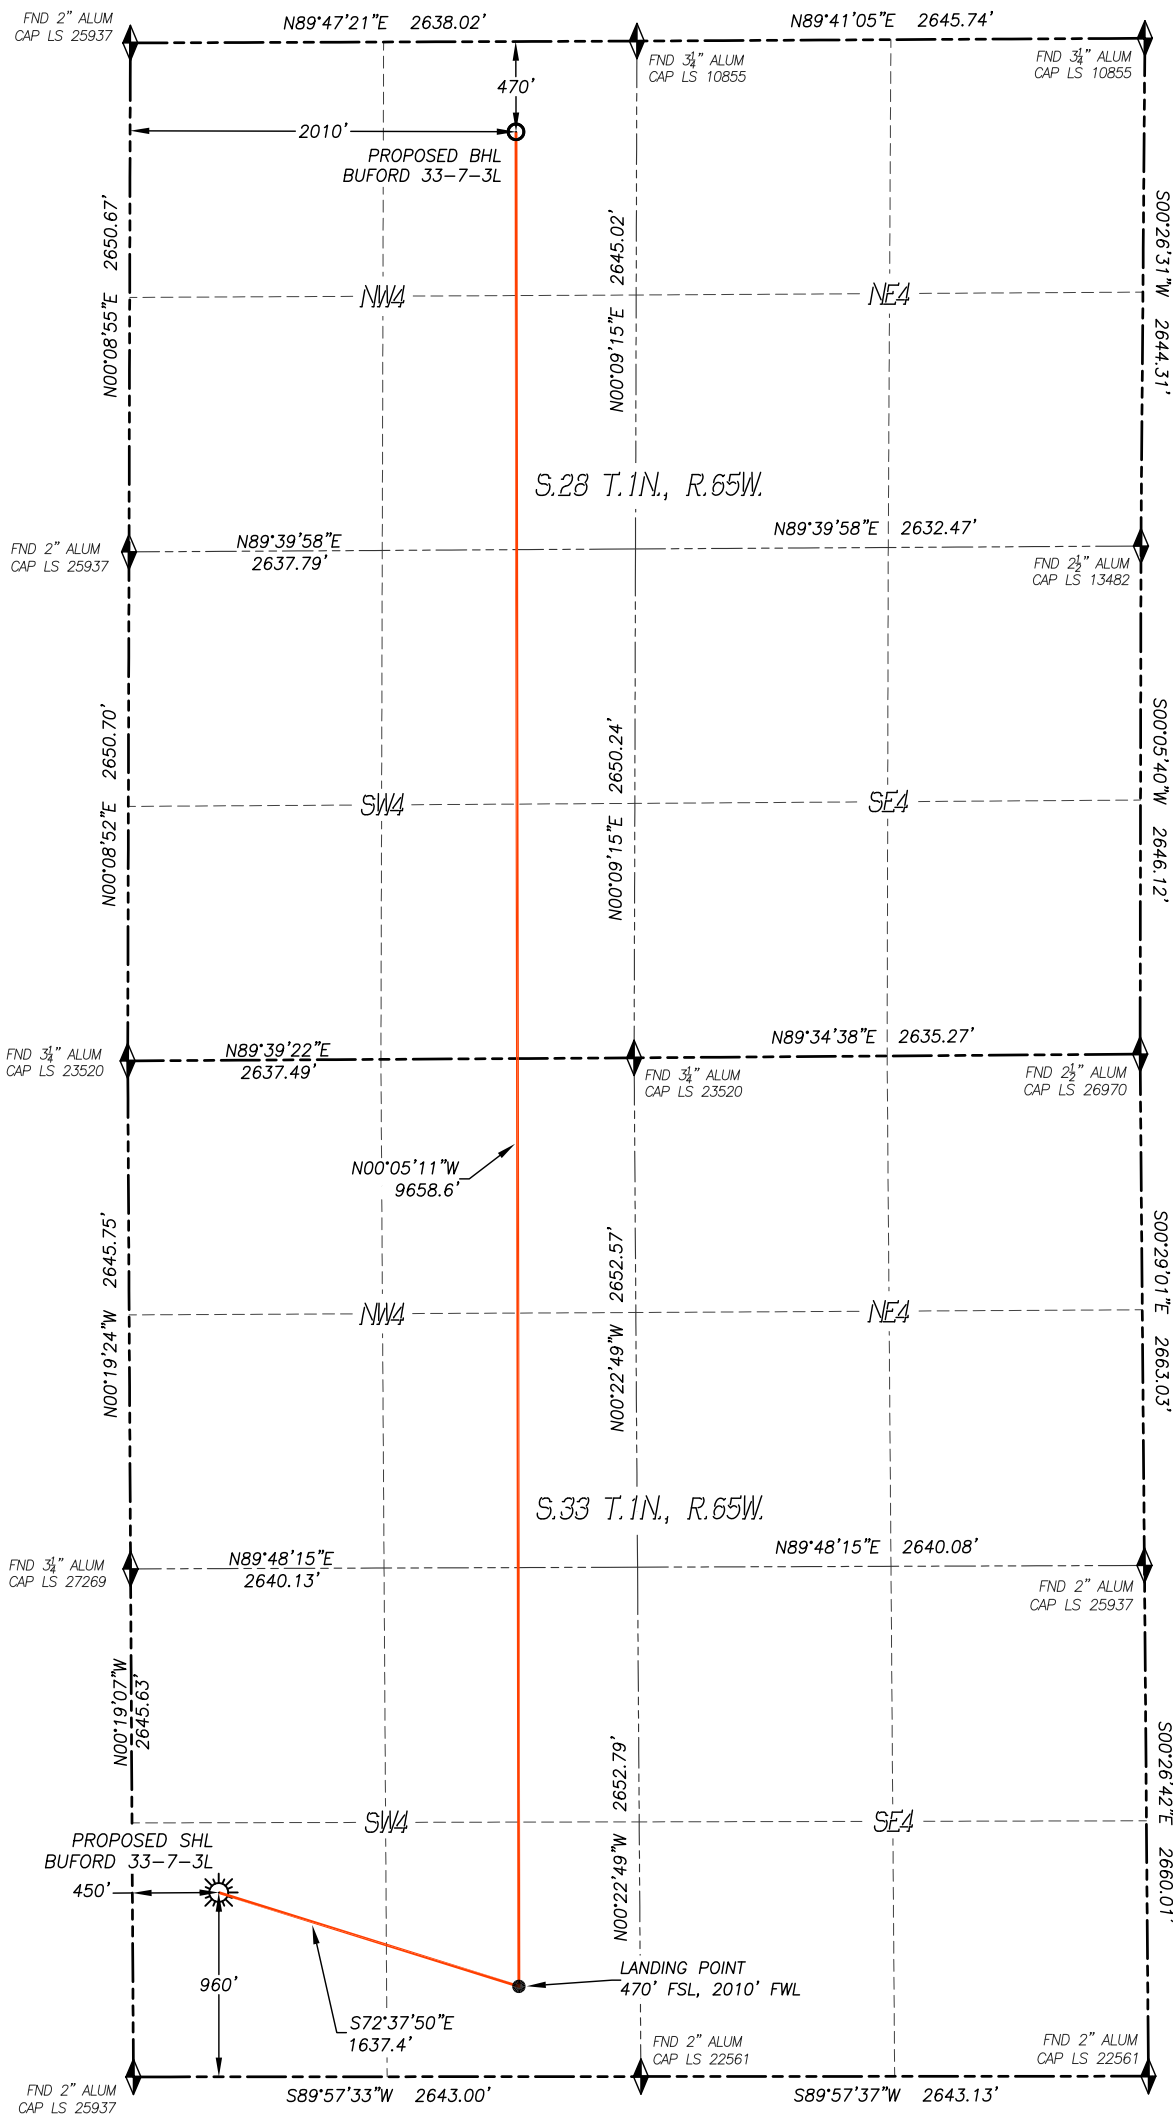 FND 2" ALUM
CAP LS 25937
N89°47'21"E 2638.02'
N89°41'05"E 2645.74'
FND 3¼" ALUM
CAP LS 10855
FND 3¼" ALUM
CAP LS 10855
470'
2010'
PROPOSED BHL
BUFORD 33-7-3L
N00°08'55"E 2650.67'
N00°09'15"E 2645.02'
S00°26'31"W 2644.31'
NW4
NE4
S.28 T.1N., R.65W.
FND 2" ALUM
CAP LS 25937
N89°39'58"E
2637.79'
N89°39'58"E 2632.47'
FND 2½" ALUM
CAP LS 13482
N00°08'52"E 2650.70'
N00°09'15"E 2650.24'
S00°05'40"W 2646.12'
SW4
SE4
FND 3¼" ALUM
CAP LS 23520
N89°39'22"E
2637.49'
N89°34'38"E 2635.27'
FND 3¼" ALUM
CAP LS 23520
FND 2½" ALUM
CAP LS 26970
N00°05'11"W
9658.6'
N00°19'24"W 2645.75'
N00°22'49"W 2652.57'
S00°29'01"E 2663.03'
NW4
NE4
S.33 T.1N., R.65W.
FND 3¼" ALUM
CAP LS 27269
N89°48'15"E
2640.13'
N89°48'15"E 2640.08'
FND 2" ALUM
CAP LS 25937
N00°19'07"W
2645.63'
N00°22'49"W 2652.79'
S00°26'42"E 2660.01'
SW4
SE4
PROPOSED SHL
BUFORD 33-7-3L
450'
960'
LANDING POINT
470' FSL, 2010' FWL
S72°37'50"E
1637.4'
FND 2" ALUM
CAP LS 22561
FND 2" ALUM
CAP LS 22561
FND 2" ALUM
CAP LS 25937
S89°57'33"W 2643.00'
S89°57'37"W 2643.13'